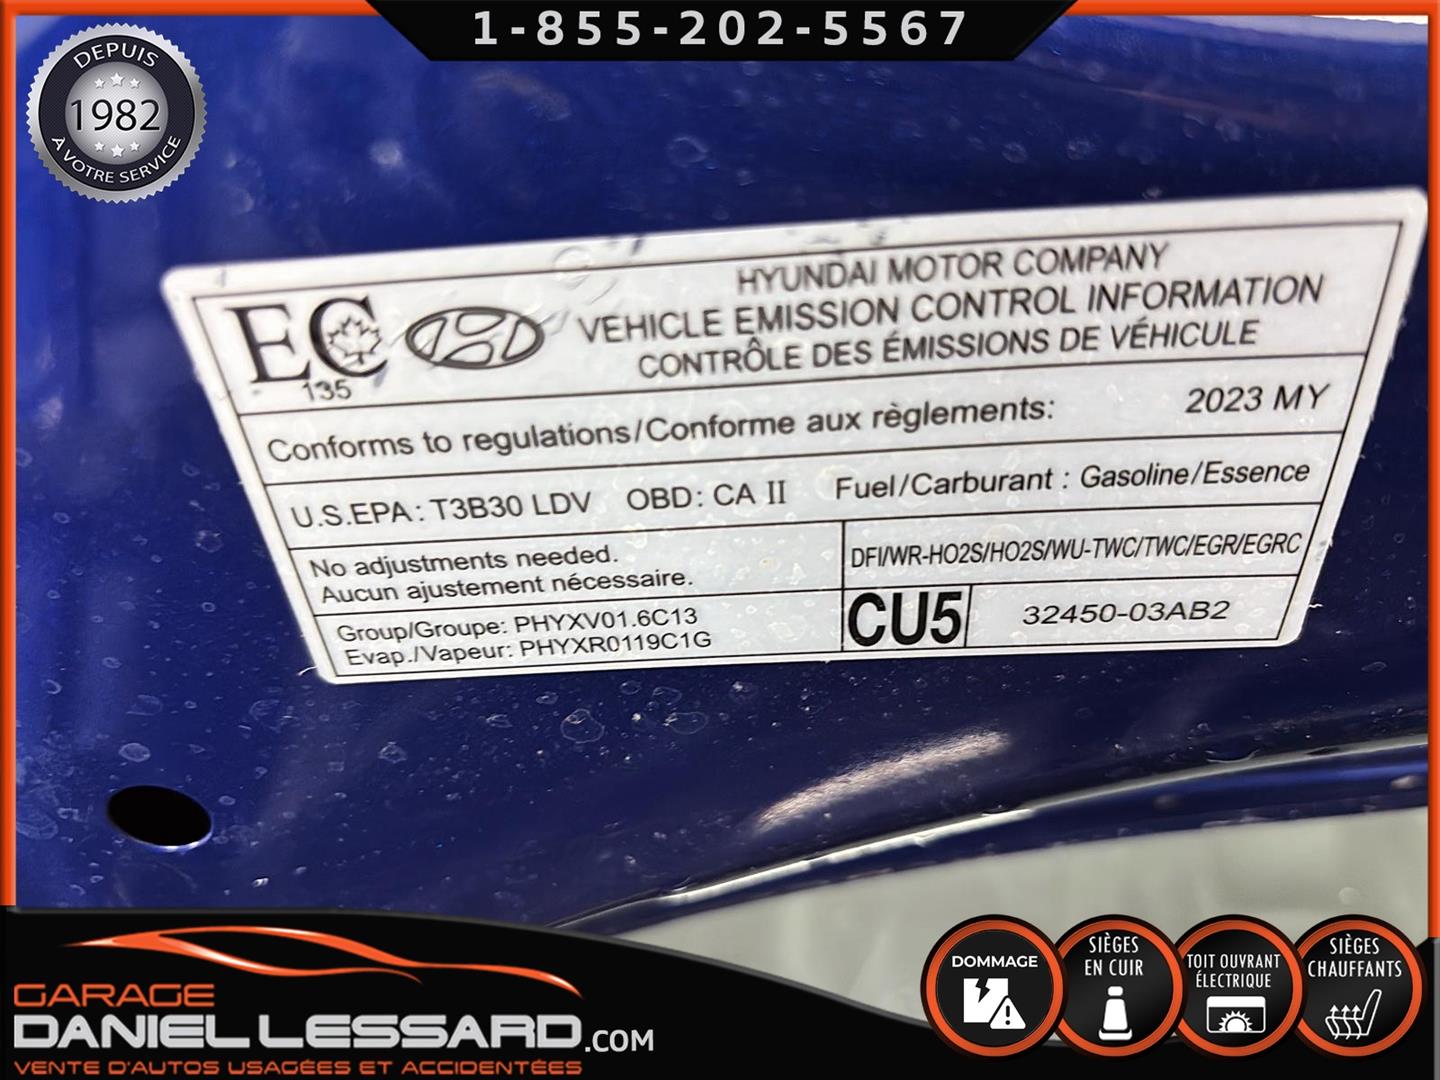 1-855-202-5567
DEPUIS
1982
À VOTRE SERVICE
EC
135
HYUNDAI MOTOR COMPANY
VEHICLE EMISSION CONTROL INFORMATION
CONTRÔLE DES ÉMISSIONS DE VÉHICULE
Conforms to regulations/Conforme aux règlements: 2023 MY
U.S.EPA: T3B30 LDV OBD: CA II Fuel/Carburant : Gasoline/Essence
No adjustments needed.
Aucun ajustement nécessaire.
DFI/WR-HO2S/HO2S/WU-TWC/TWC/EGR/EGRC
Group/Groupe: PHYXV01.6C13
Evap./Vapeur: PHYXR0119C1G
CU5
32450-03AB2
GARAGE
DANIEL LESSARD.COM
VENTE D'AUTOS USAGÉES ET ACCIDENTÉES
DOMMAGE
SIÈGES
EN CUIR
TOIT OUVRANT
ÉLECTRIQUE
SIÈGES
CHAUFFANTS